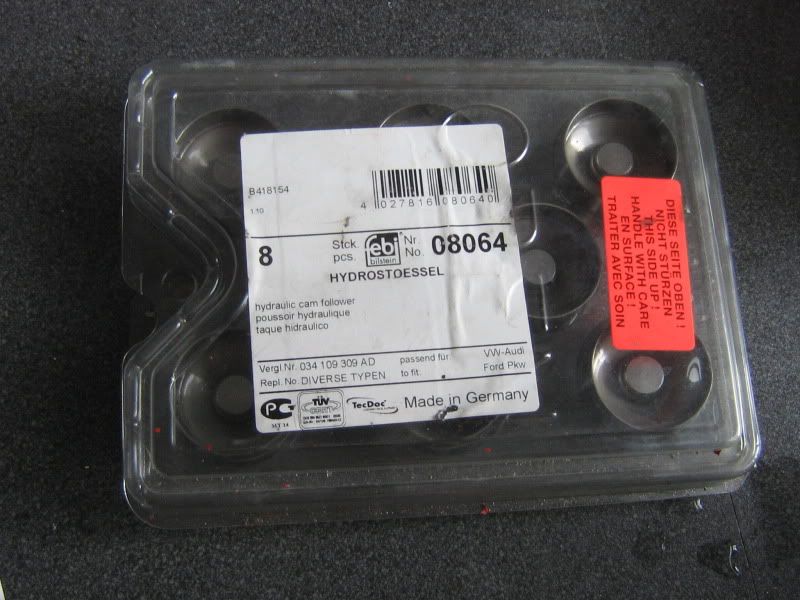 B418154
1.10
4 027816 080640
8 Stck. pcs. febi bilstein Nr. No. 08064
HYDROSTOESSEL
hydraulic cam follower
poussoir hydraulique
taque hidraulico
Vergl.Nr. 034 109 309 AD passend für VW-Audi
Repl. No. DIVERSE TYPEN to fit: Ford Pkw
TÜV
CERT
TecDoc
Made in Germany
DIESE SEITE OBEN !
NICHT STÜRZEN
THIS SIDE UP !
HANDLE WITH CARE
EN SURFACE !
TRAITER AVEC SOIN